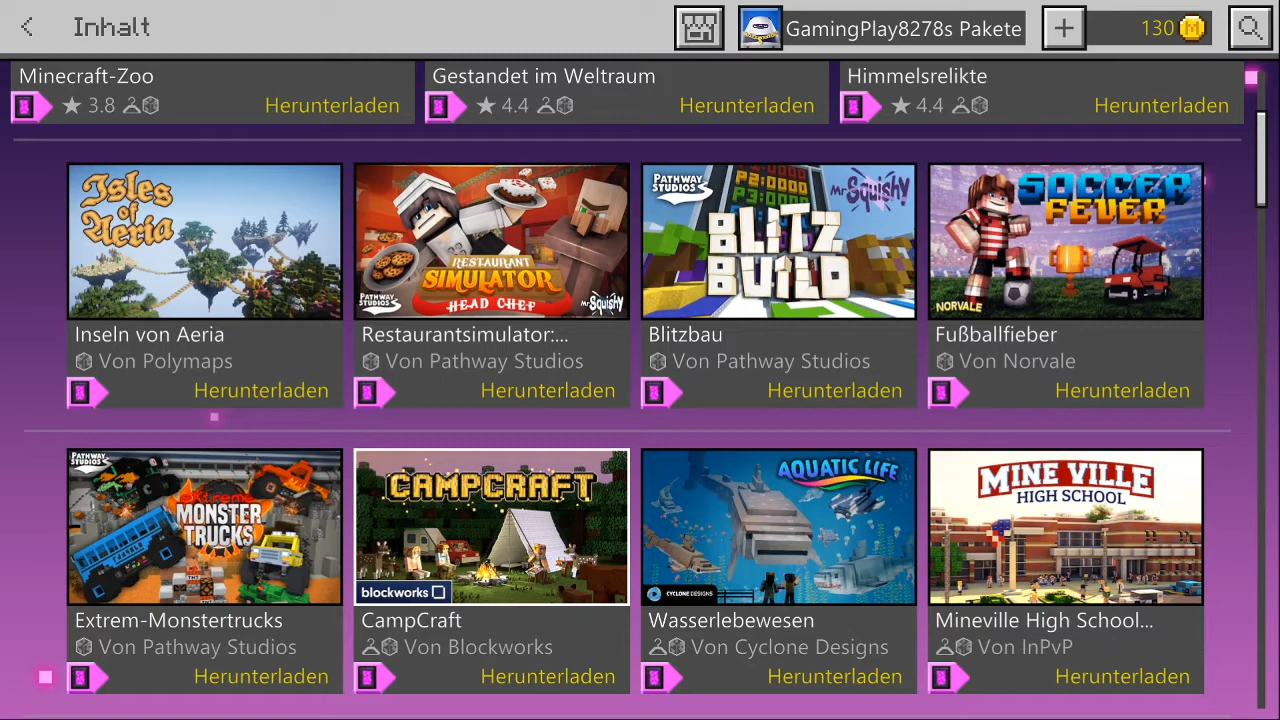 Inhalt
GamingPlay8278s Pakete
130
Minecraft-Zoo
3.8
Herunterladen
Gestandet im Weltraum
4.4
Herunterladen
Himmelsrelikte
4.4
Herunterladen
Isles
of
Aeria
Inseln von Aeria
Von Polymaps
Herunterladen
RESTAURANT
SIMULATOR
HEAD CHEF
PATHWAY
STUDIOS
Mr Squishy
Restaurantsimulator:...
Von Pathway Studios
Herunterladen
PATHWAY
STUDIOS
P2:0000
P3:0000
Mr Squishy
BLITZ
BUILD
Blitzbau
Von Pathway Studios
Herunterladen
SOCCER
FEVER
NORVALE
Fußballfieber
Von Norvale
Herunterladen
PATHWAY
STUDIOS
EXTREME
MONSTER
TRUCKS
TNT
Extrem-Monstertrucks
Von Pathway Studios
Herunterladen
CAMPCRAFT
blockworks
CampCraft
Von Blockworks
Herunterladen
AQUATIC LIFE
CYCLONE DESIGNS
Wasserlebewesen
Von Cyclone Designs
Herunterladen
MINE VILLE
HIGH SCHOOL
Mineville High School...
Von InPvP
Herunterladen